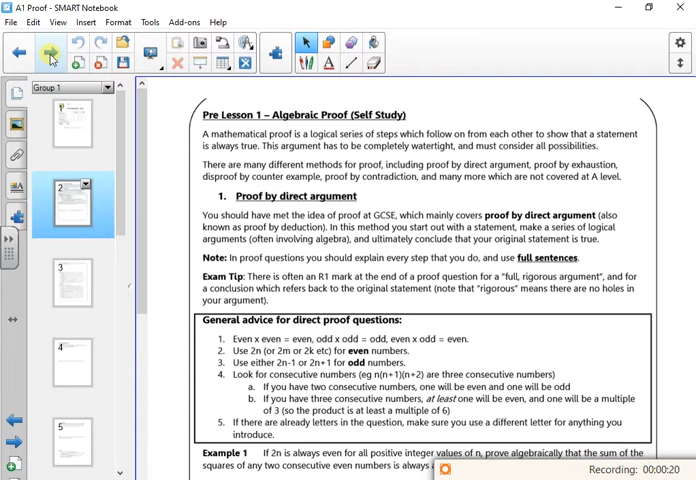 A1 Proof - SMART Notebook
File Edit View Insert Format Tools Add-ons Help
Group 1
1
2
3
4
5
Pre Lesson 1 – Algebraic Proof (Self Study)
A mathematical proof is a logical series of steps which follow on from each other to show that a statement
is always true. This argument has to be completely watertight, and must consider all possibilities.
There are many different methods for proof, including proof by direct argument, proof by exhaustion,
disproof by counter example, proof by contradiction, and many more which are not covered at A level.
1. Proof by direct argument
You should have met the idea of proof at GCSE, which mainly covers proof by direct argument (also
known as proof by deduction). In this method you start out with a statement, make a series of logical
arguments (often involving algebra), and ultimately conclude that your original statement is true.
Note: In proof questions you should explain every step that you do, and use full sentences.
Exam Tip: There is often an R1 mark at the end of a proof question for a "full, rigorous argument", and for
a conclusion which refers back to the original statement (note that "rigorous" means there are no holes in
your argument).
General advice for direct proof questions:
1. Even x even = even, odd x odd = odd, even x odd = even.
2. Use 2n (or 2m or 2k etc) for even numbers.
3. Use either 2n-1 or 2n+1 for odd numbers.
4. Look for consecutive numbers (eg n(n+1)(n+2) are three consecutive numbers)
a. If you have two consecutive numbers, one will be even and one will be odd
b. If you have three consecutive numbers, at least one will be even, and one will be a multiple
of 3 (so the product is at least a multiple of 6)
5. If there are already letters in the question, make sure you use a different letter for anything you
introduce.
Example 1 If 2n is always even for all positive integer values of n, prove algebraically that the sum of the
squares of any two consecutive even numbers is always
Recording: 00:00:20